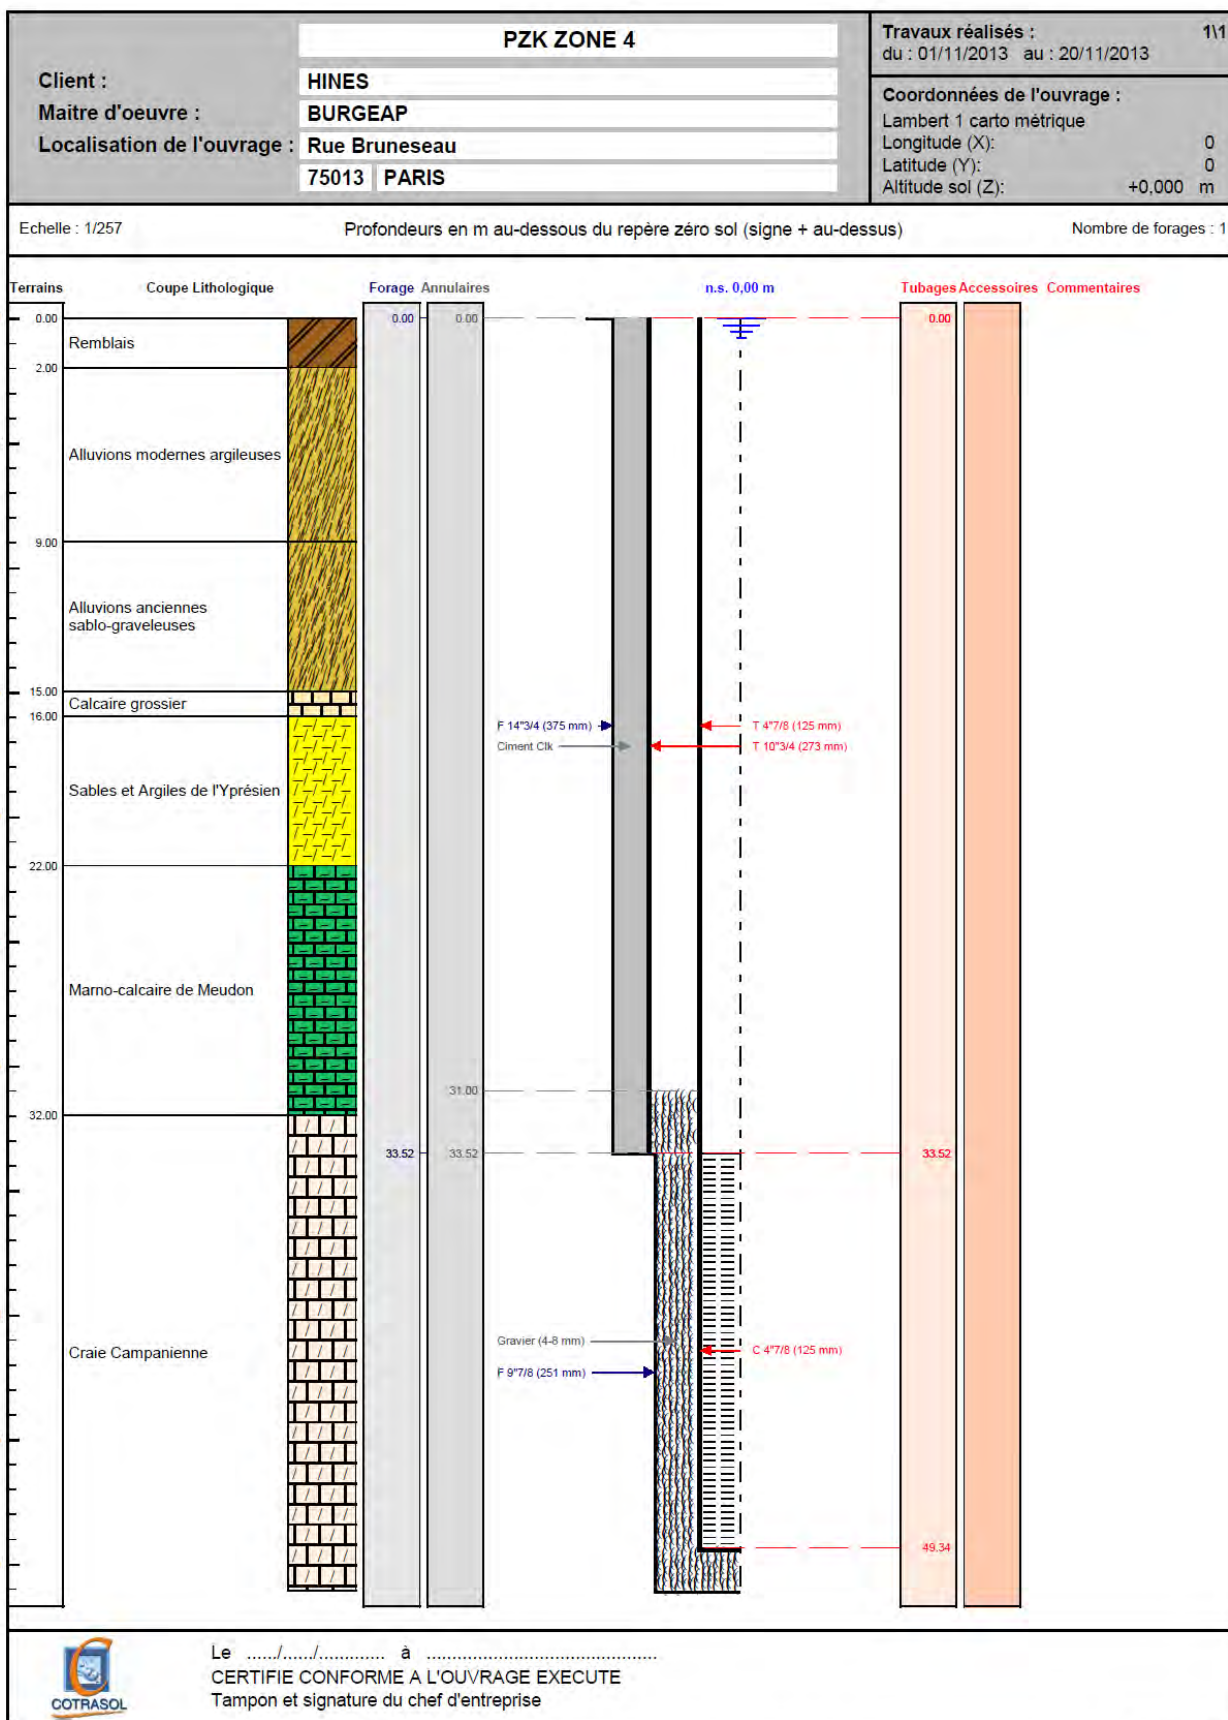 PZK ZONE 4
Client : HINES
Maitre d'oeuvre : BURGEAP
Localisation de l'ouvrage : Rue Bruneseau
75013 PARIS
Travaux réalisés : 1\1
du : 01/11/2013 au : 20/11/2013
Coordonnées de l'ouvrage :
Lambert 1 carto métrique
Longitude (X): 0
Latitude (Y): 0
Altitude sol (Z): +0,000 m
Echelle : 1/257 Profondeurs en m au-dessous du repère zéro sol (signe + au-dessus) Nombre de forages : 1
Terrains Coupe Lithologique Forage Annulaires n.s. 0,00 m Tubages Accessoires Commentaires
0.00 0.00 0.00 0.00
Remblais
2.00
Alluvions modernes argileuses
9.00
Alluvions anciennes
sablo-graveleuses
15.00
Calcaire grossier
16.00
F 14"3/4 (375 mm) T 4"7/8 (125 mm)
Ciment Clk T 10"3/4 (273 mm)
Sables et Argiles de l'Yprésien
22.00
Marno-calcaire de Meudon
31.00
32.00
33.52 33.52 33.52
Gravier (4-8 mm)
Craie Campanienne C 4"7/8 (125 mm)
F 9"7/8 (251 mm)
49.34
COTRASOL
Le ....../....../............. à ...........................................
CERTIFIE CONFORME A L'OUVRAGE EXECUTE
Tampon et signature du chef d'entreprise